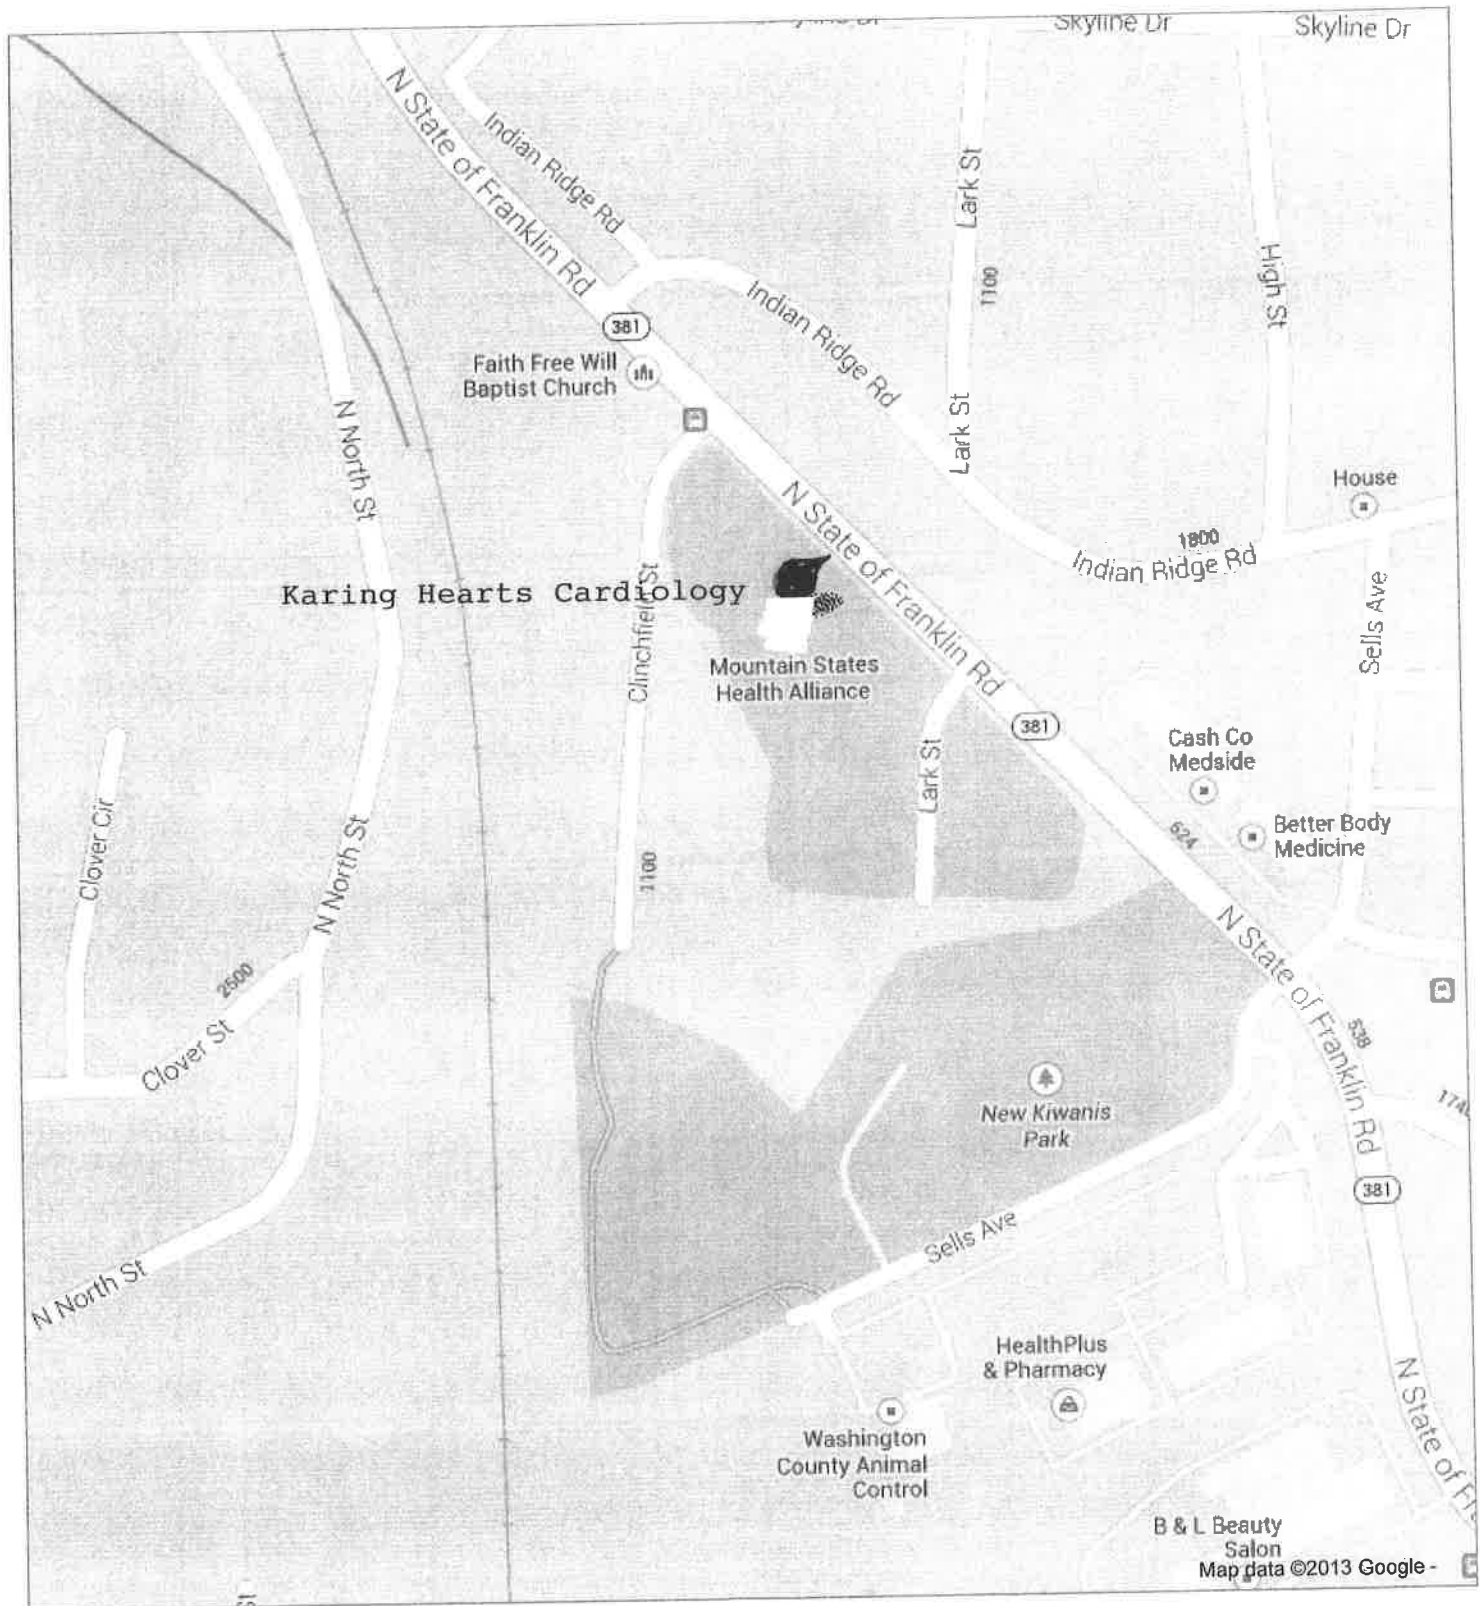 Skyline Dr
Skyline Dr
N State of Franklin Rd
Indian Ridge Rd
Lark St
1100
High St
Indian Ridge Rd
381
Faith Free Will
Baptist Church
N North St
Lark St
N State of Franklin Rd
House
1800
Indian Ridge Rd
Karing Hearts Cardiology
Clinchfield St
Sells Ave
Mountain States
Health Alliance
381
Lark St
Cash Co
Medside
Clover Cir
N North St
1100
624
Better Body
Medicine
2500
Clover St
N State of Franklin Rd
638
New Kiwanis
Park
381
Sells Ave
N North St
HealthPlus
& Pharmacy
Washington
County Animal
Control
N State of Fr
B & L Beauty
Salon
Map data ©2013 Google -